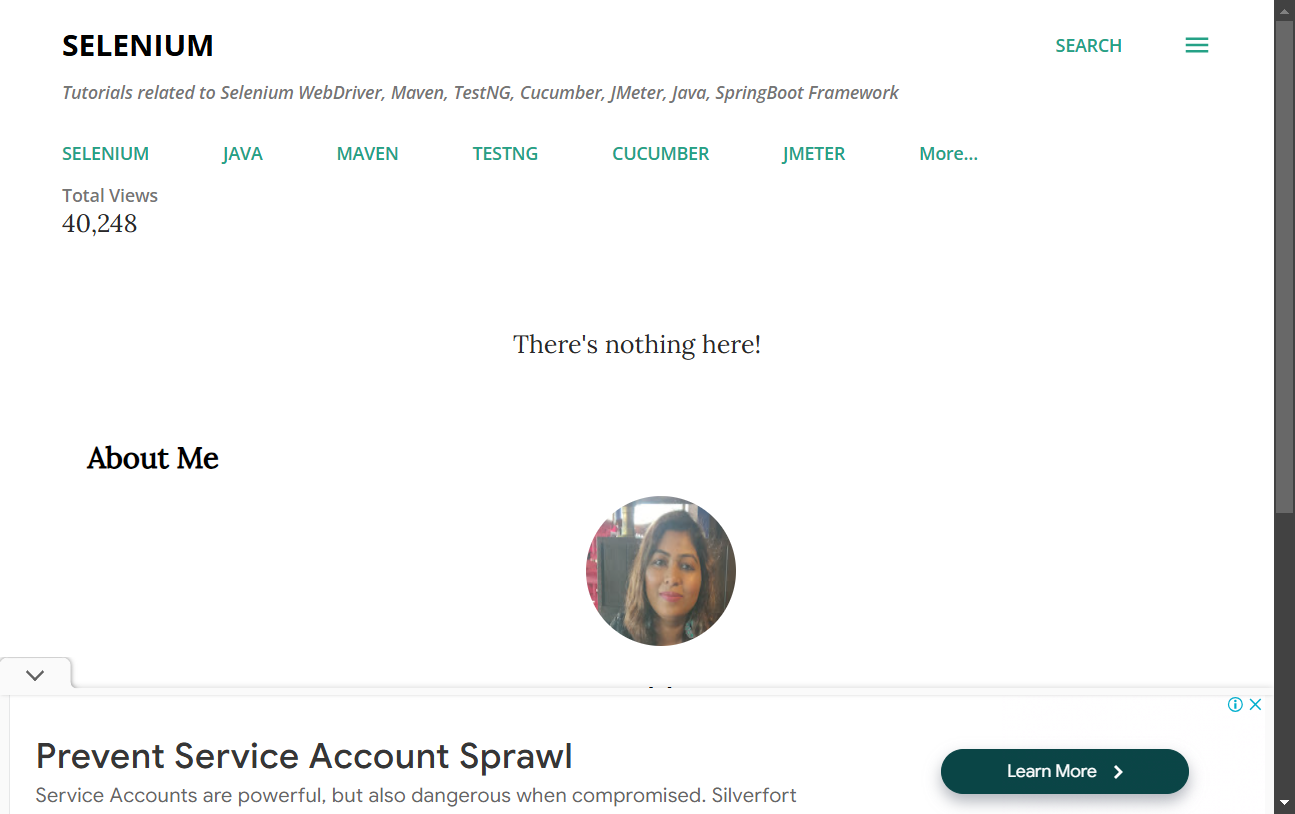 SELENIUM
SEARCH
Tutorials related to Selenium WebDriver, Maven, TestNG, Cucumber, JMeter, Java, SpringBoot Framework
SELENIUM JAVA MAVEN TESTNG CUCUMBER JMETER More...
Total Views
40,248
There's nothing here!
About Me
Prevent Service Account Sprawl
Service Accounts are powerful, but also dangerous when compromised. Silverfort
Learn More